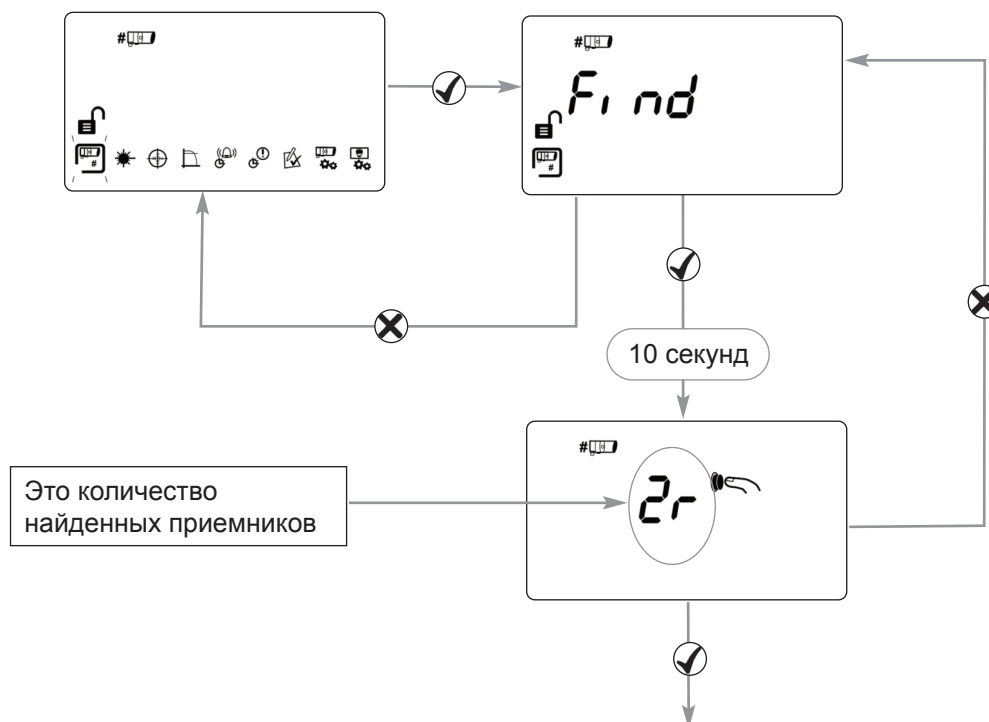 #
#
Find
#
#
10 секунд
#
2r
Это количество
найденных приемников